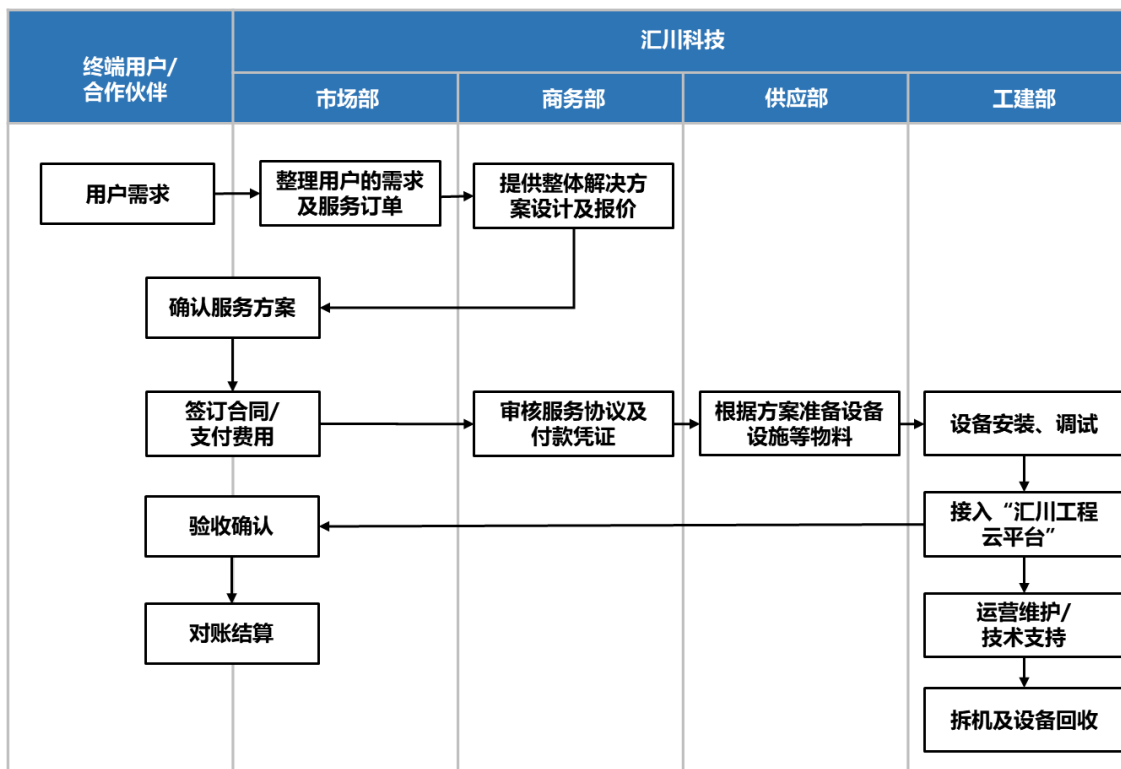 终端用户/
合作伙伴
汇川科技
市场部
商务部
供应部
工建部
用户需求
整理用户的需求
及服务订单
提供整体解决方
案设计及报价
确认服务方案
签订合同/
支付费用
审核服务协议及
付款凭证
根据方案准备设备
设施等物料
设备安装、调试
验收确认
接入“汇川工程
云平台”
对账结算
运营维护/
技术支持
拆机及设备回收